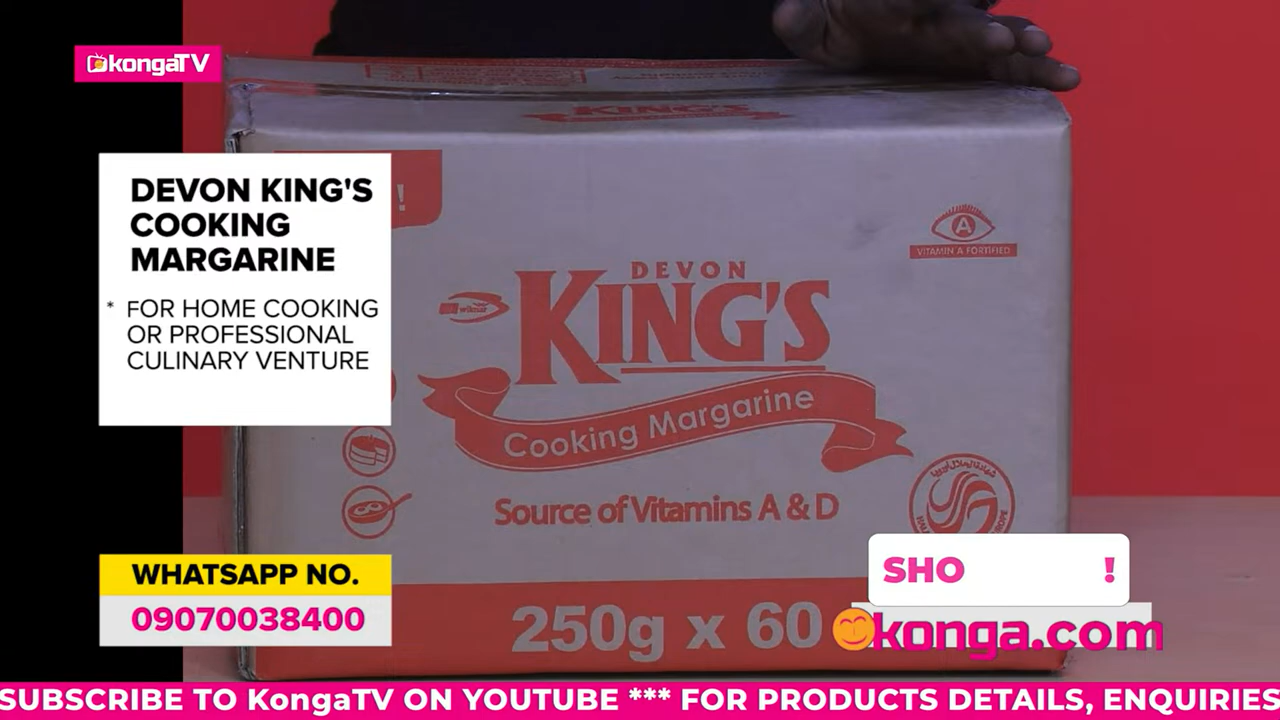 kongaTV
KING'S
DEVON KING'S
COOKING
MARGARINE
* FOR HOME COOKING
OR PROFESSIONAL
CULINARY VENTURE
!
A
VITAMIN A FORTIFIED
DEVON
KING'S
wilmar
Cooking Margarine
Source of Vitamins A & D
WHATSAPP NO.
09070038400
SHO !
250g x 60
konga.com
SUBSCRIBE TO KongaTV ON YOUTUBE *** FOR PRODUCTS DETAILS, ENQUIRIES